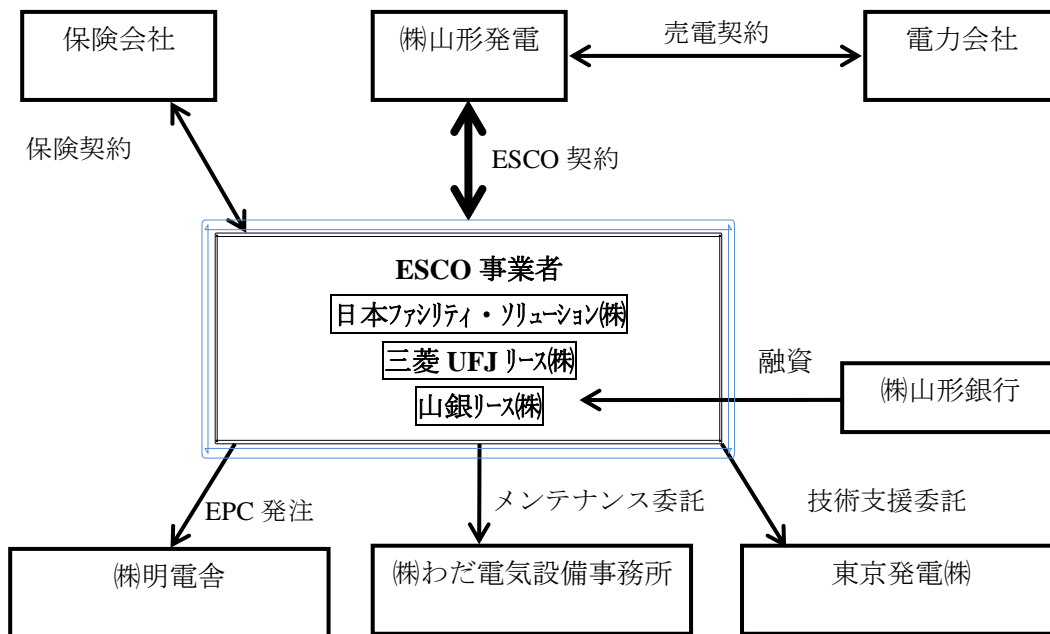 保険会社
㈱山形発電
売電契約
電力会社
保険契約
ESCO 契約
ESCO 事業者
日本ﾌｧｼﾘﾃｨ・ｿﾘｭｰｼｮﾝ㈱
三菱 UFJ ﾘｰｽ㈱
山銀ﾘｰｽ㈱
融資
㈱山形銀行
EPC 発注
メンテナンス委託
技術支援委託
㈱明電舎
㈱わだ電気設備事務所
東京発電㈱